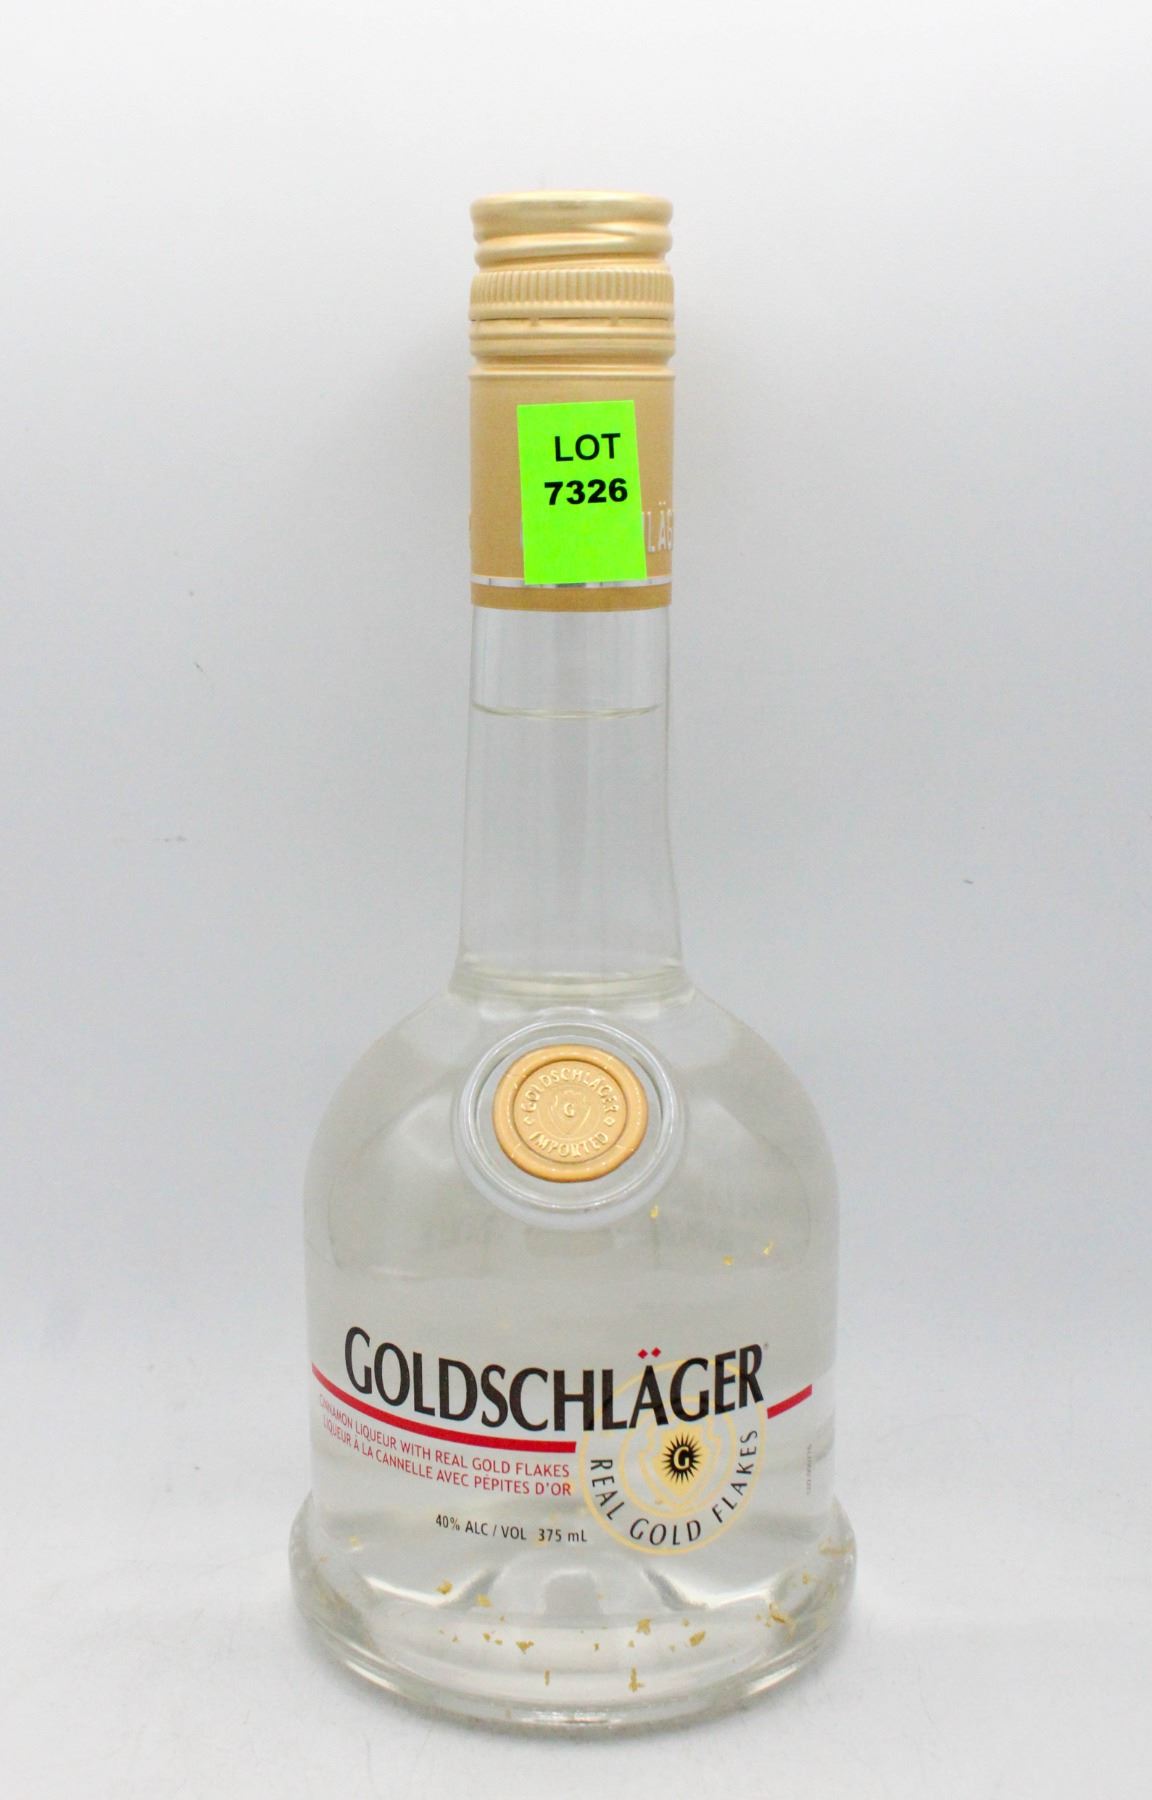 LOT
7326
LÄG
GOLDSCHLÄGER
G
IMPORTED
GOLDSCHLÄGER
CINNAMON LIQUEUR WITH REAL GOLD FLAKES
LIQUEUR À LA CANNELLE AVEC PÉPITES D'OR
40% ALC / VOL 375 mL
G
REAL GOLD FLAKES